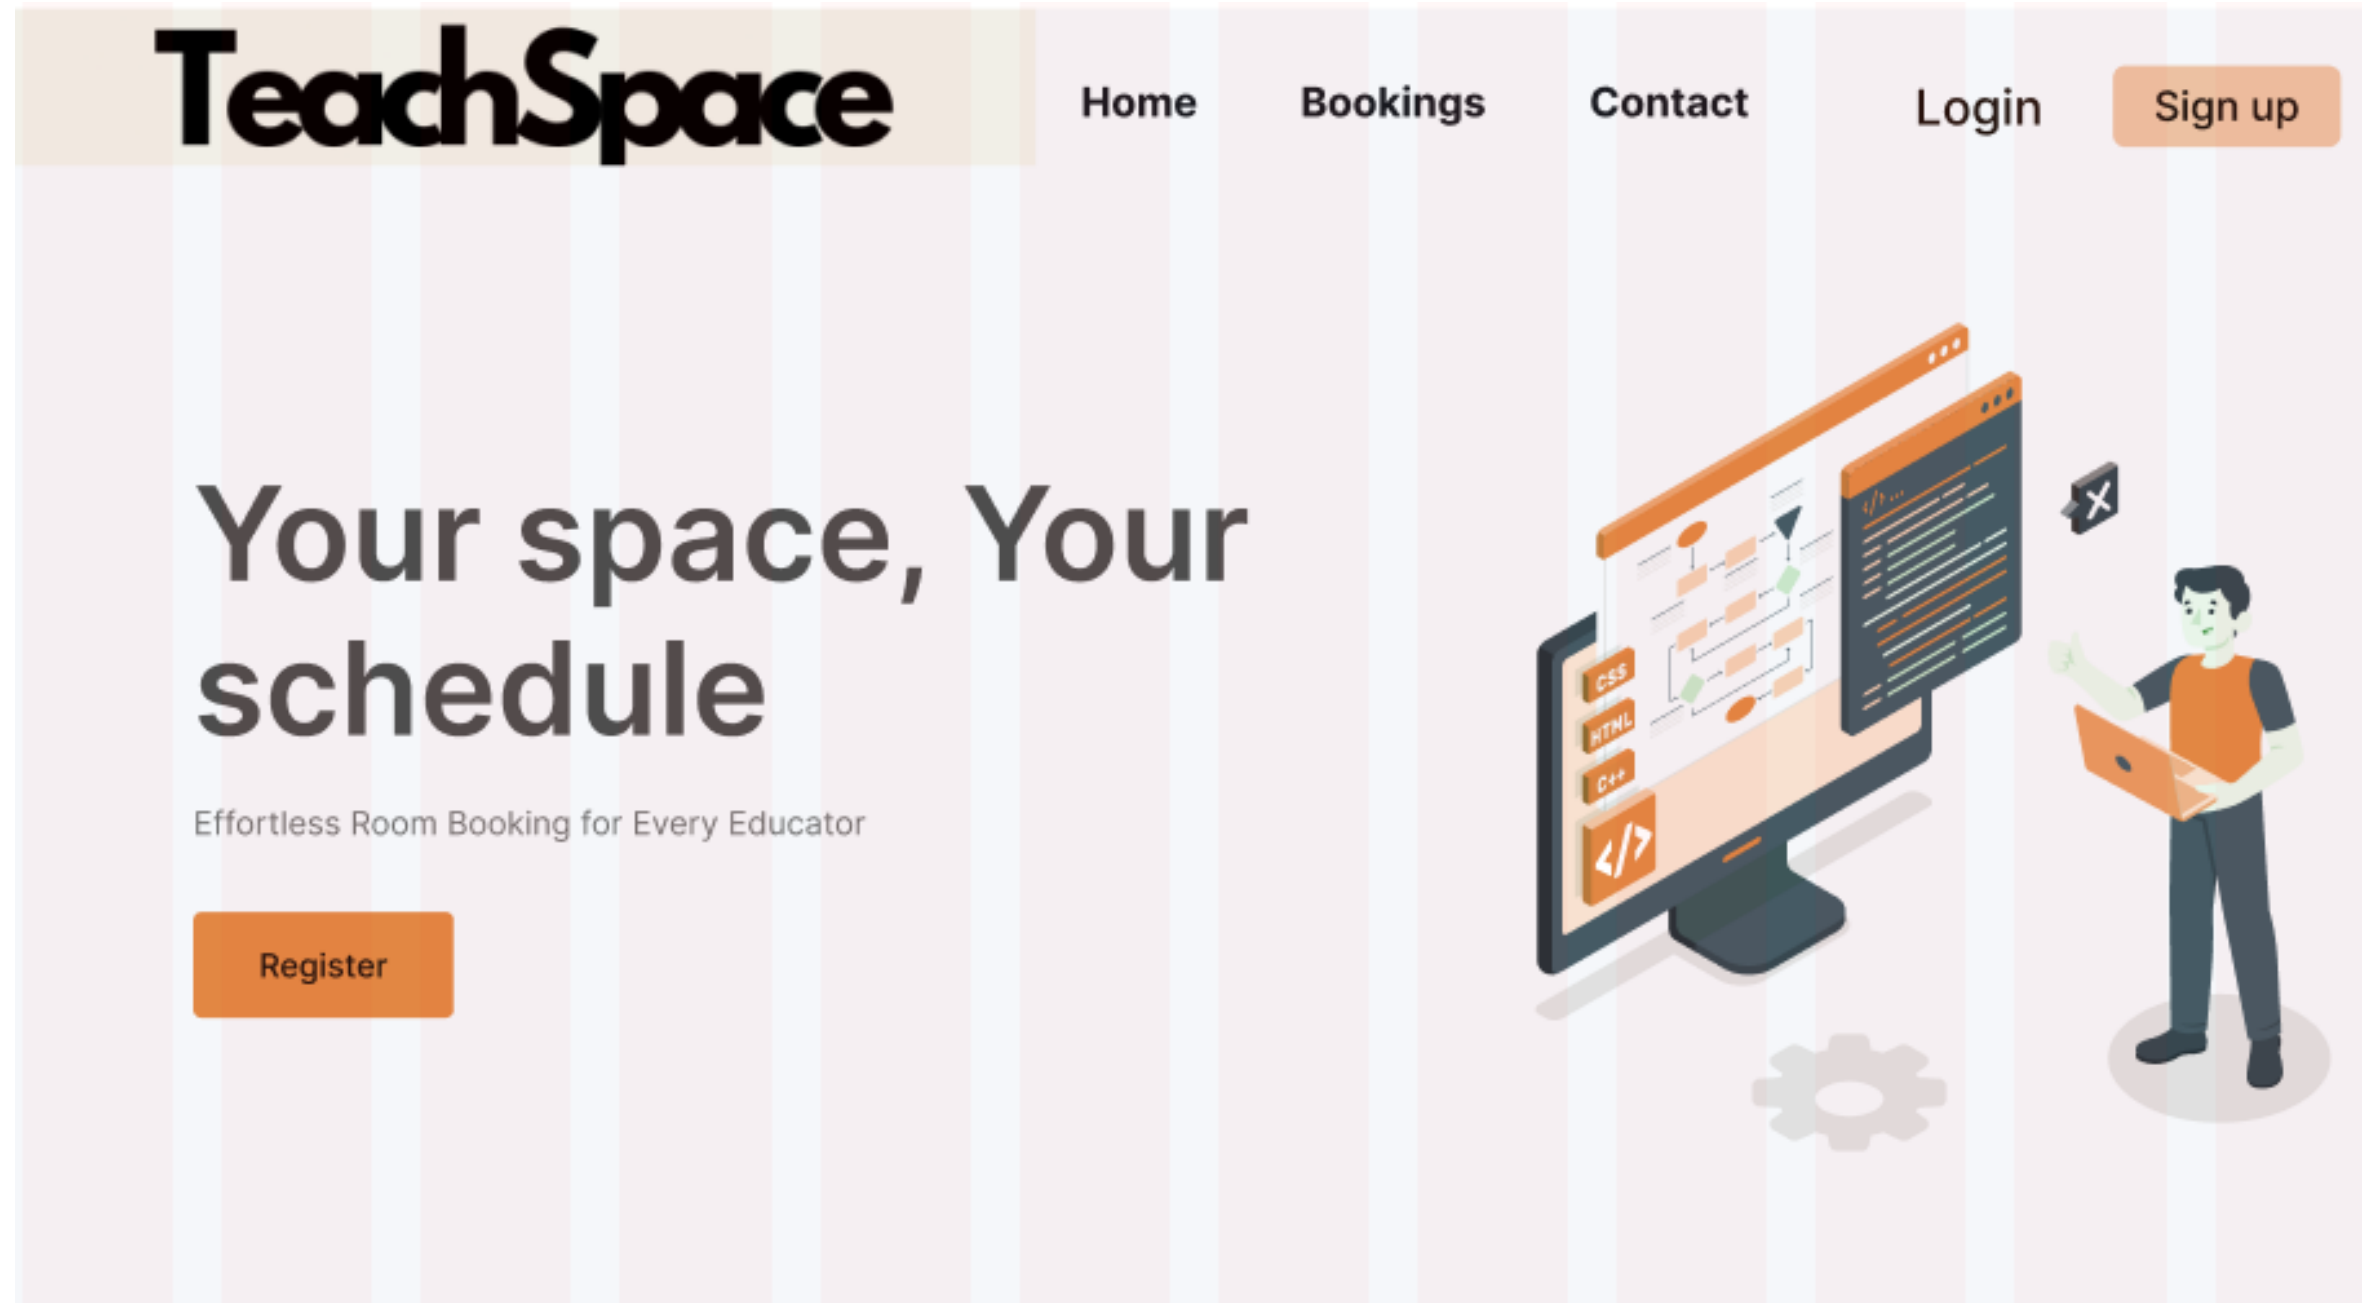 TeachSpace
Home
Bookings
Contact
Login
Sign up
Your space, Your
schedule
Effortless Room Booking for Every Educator
Register
</>...
CSS
HTML
C++
</>
X